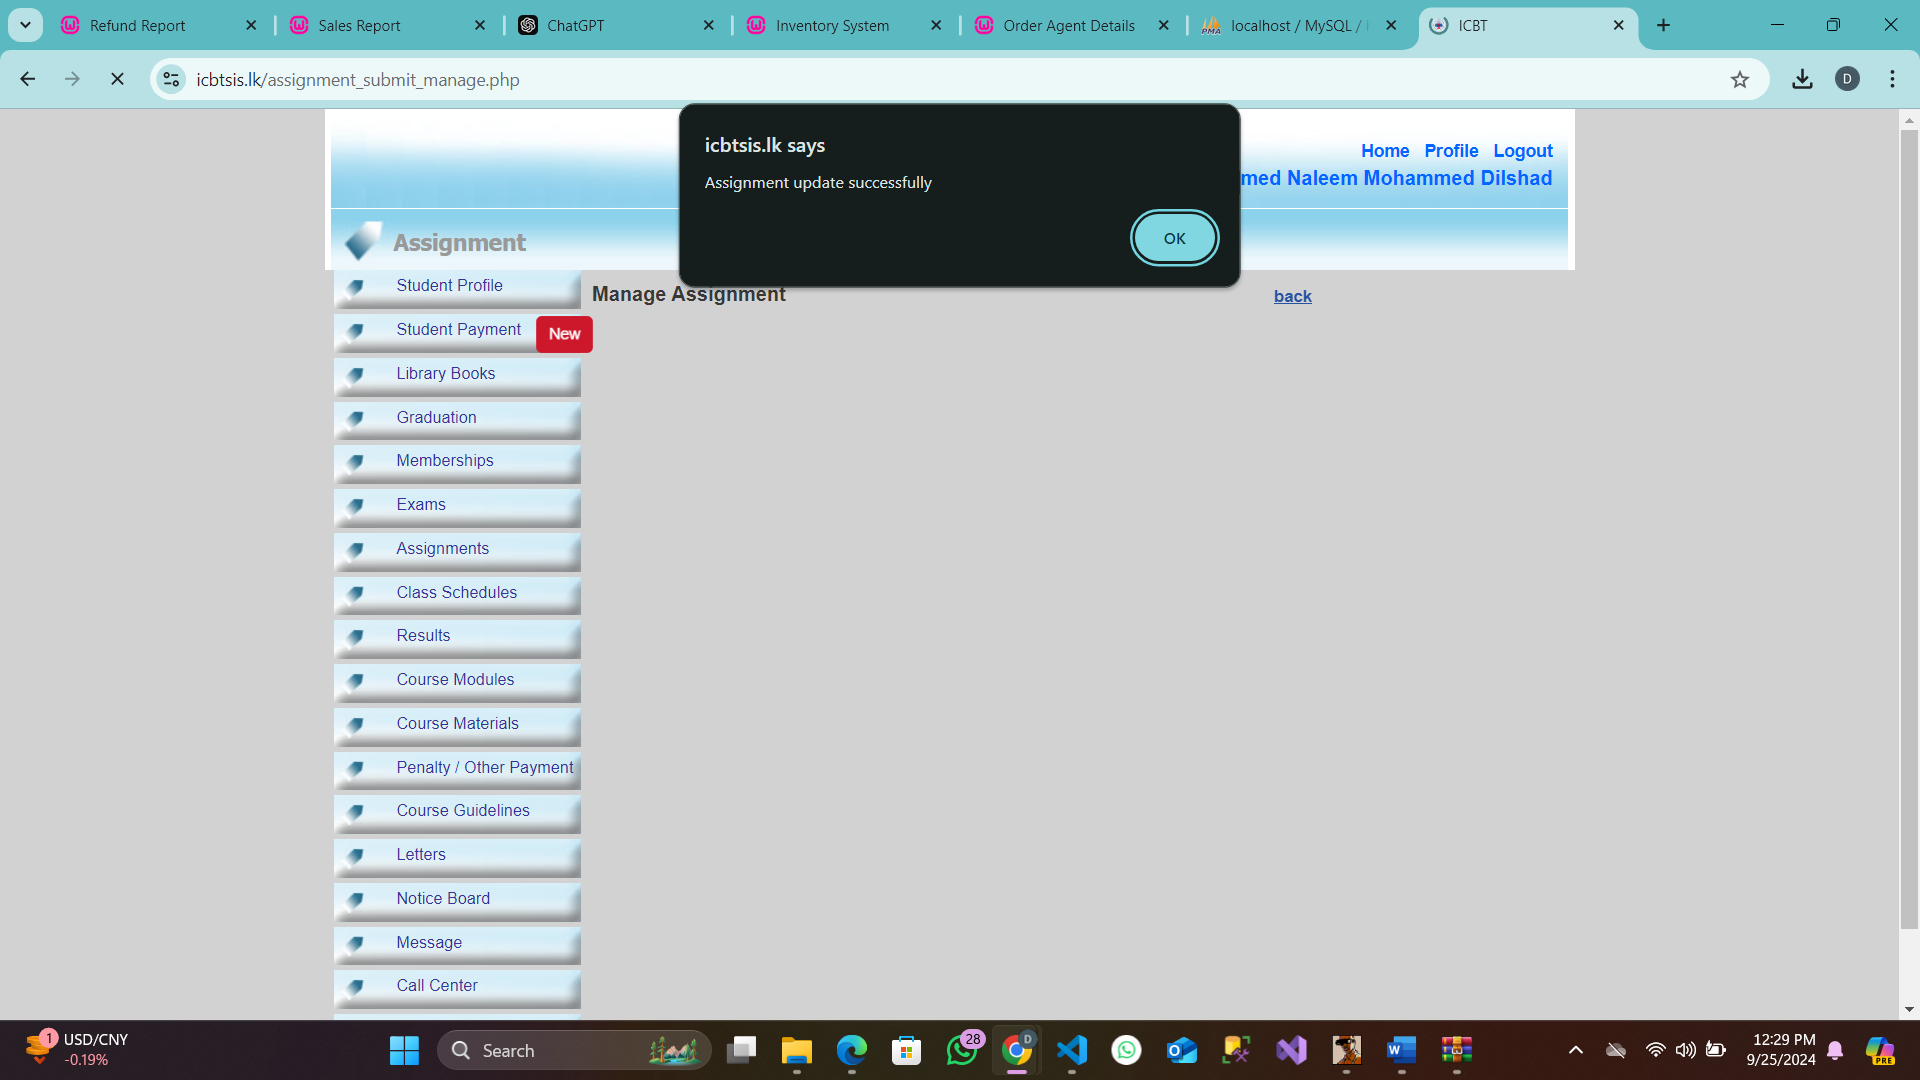 Refund Report
Sales Report
ChatGPT
Inventory System
Order Agent Details
localhost / MySQL /
ICBT
icbtsis.lk/assignment_submit_manage.php
D
icbtsis.lk says
Assignment update successfully
OK
Home Profile Logout
med Naleem Mohammed Dilshad
Assignment
Manage Assignment
back
Student Profile
Student Payment
New
Library Books
Graduation
Memberships
Exams
Assignments
Class Schedules
Results
Course Modules
Course Materials
Penalty / Other Payment
Course Guidelines
Letters
Notice Board
Message
Call Center
1
USD/CNY
-0.19%
Search
28
D
12:29 PM
9/25/2024
PRE